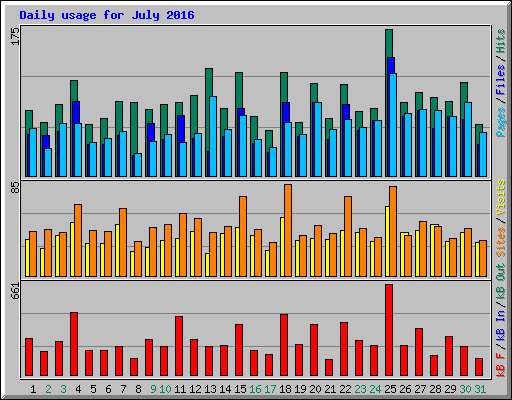 Daily usage for July 2016
175
Pages / Files / Hits
85
Sites / Visits
661
kB F / kB In / kB Out
1 2 3 4 5 6 7 8 9 10 11 12 13 14 15 16 17 18 19 20 21 22 23 24 25 26 27 28 29 30 31